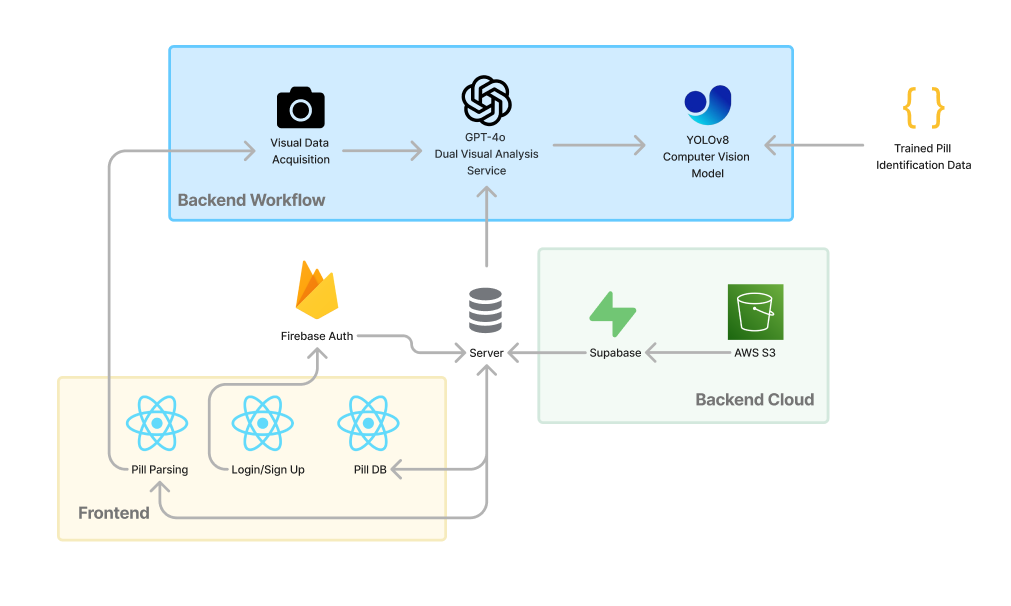 Visual Data
Acquisition
GPT-4o
Dual Visual Analysis
Service
YOLOv8
Computer Vision
Model
Trained Pill
Identification Data
Backend Workflow
Firebase Auth
Server
Supabase
AWS S3
Backend Cloud
Pill Parsing
Login/Sign Up
Pill DB
Frontend